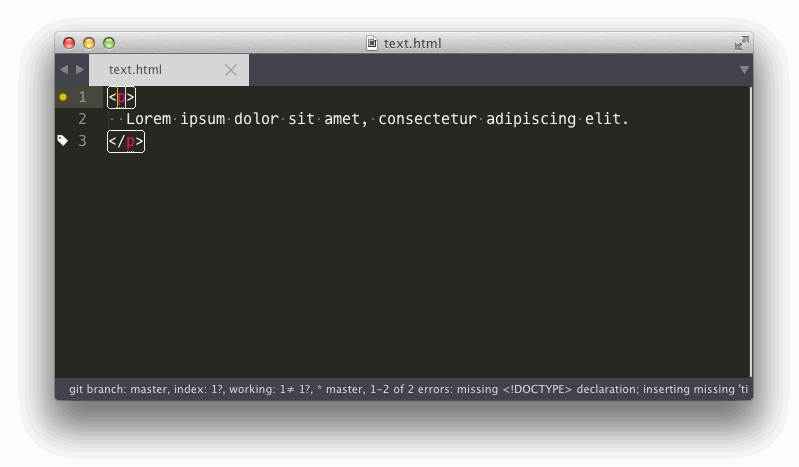 text.html
text.html
1 <p>
2 Lorem ipsum dolor sit amet, consectetur adipiscing elit.
3 </p>
git branch: master, index: 1?, working: 1≠ 1?, * master, 1-2 of 2 errors: missing <!DOCTYPE> declaration; inserting missing 'ti